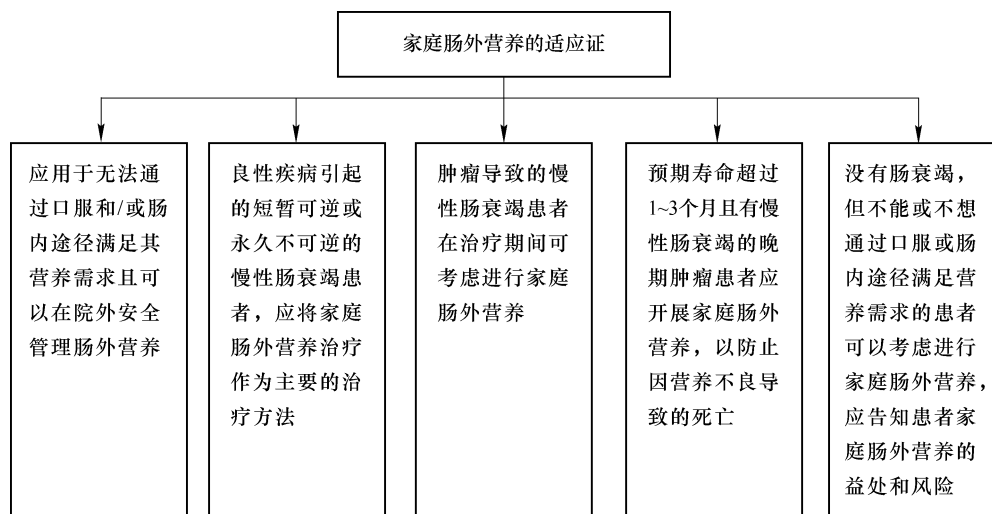 家庭肠外营养的适应证
应用于无法通
过口服和/或肠
内途径满足其
营养需求且可
以在院外安全
管理肠外营养
良性疾病引起
的短暂可逆或
永久不可逆的
慢性肠衰竭患
者，应将家庭
肠外营养治疗
作为主要的治
疗方法
肿瘤导致的慢
性肠衰竭患者
在治疗期间可
考虑进行家庭
肠外营养
预期寿命超过
1~3个月且有慢
性肠衰竭的晚
期肿瘤患者应
开展家庭肠外
营养，以防止
因营养不良导
致的死亡
没有肠衰竭，
但不能或不想
通过口服或肠
内途径满足营
养需求的患者
可以考虑进行
家庭肠外营养，
应告知患者家
庭肠外营养的
益处和风险